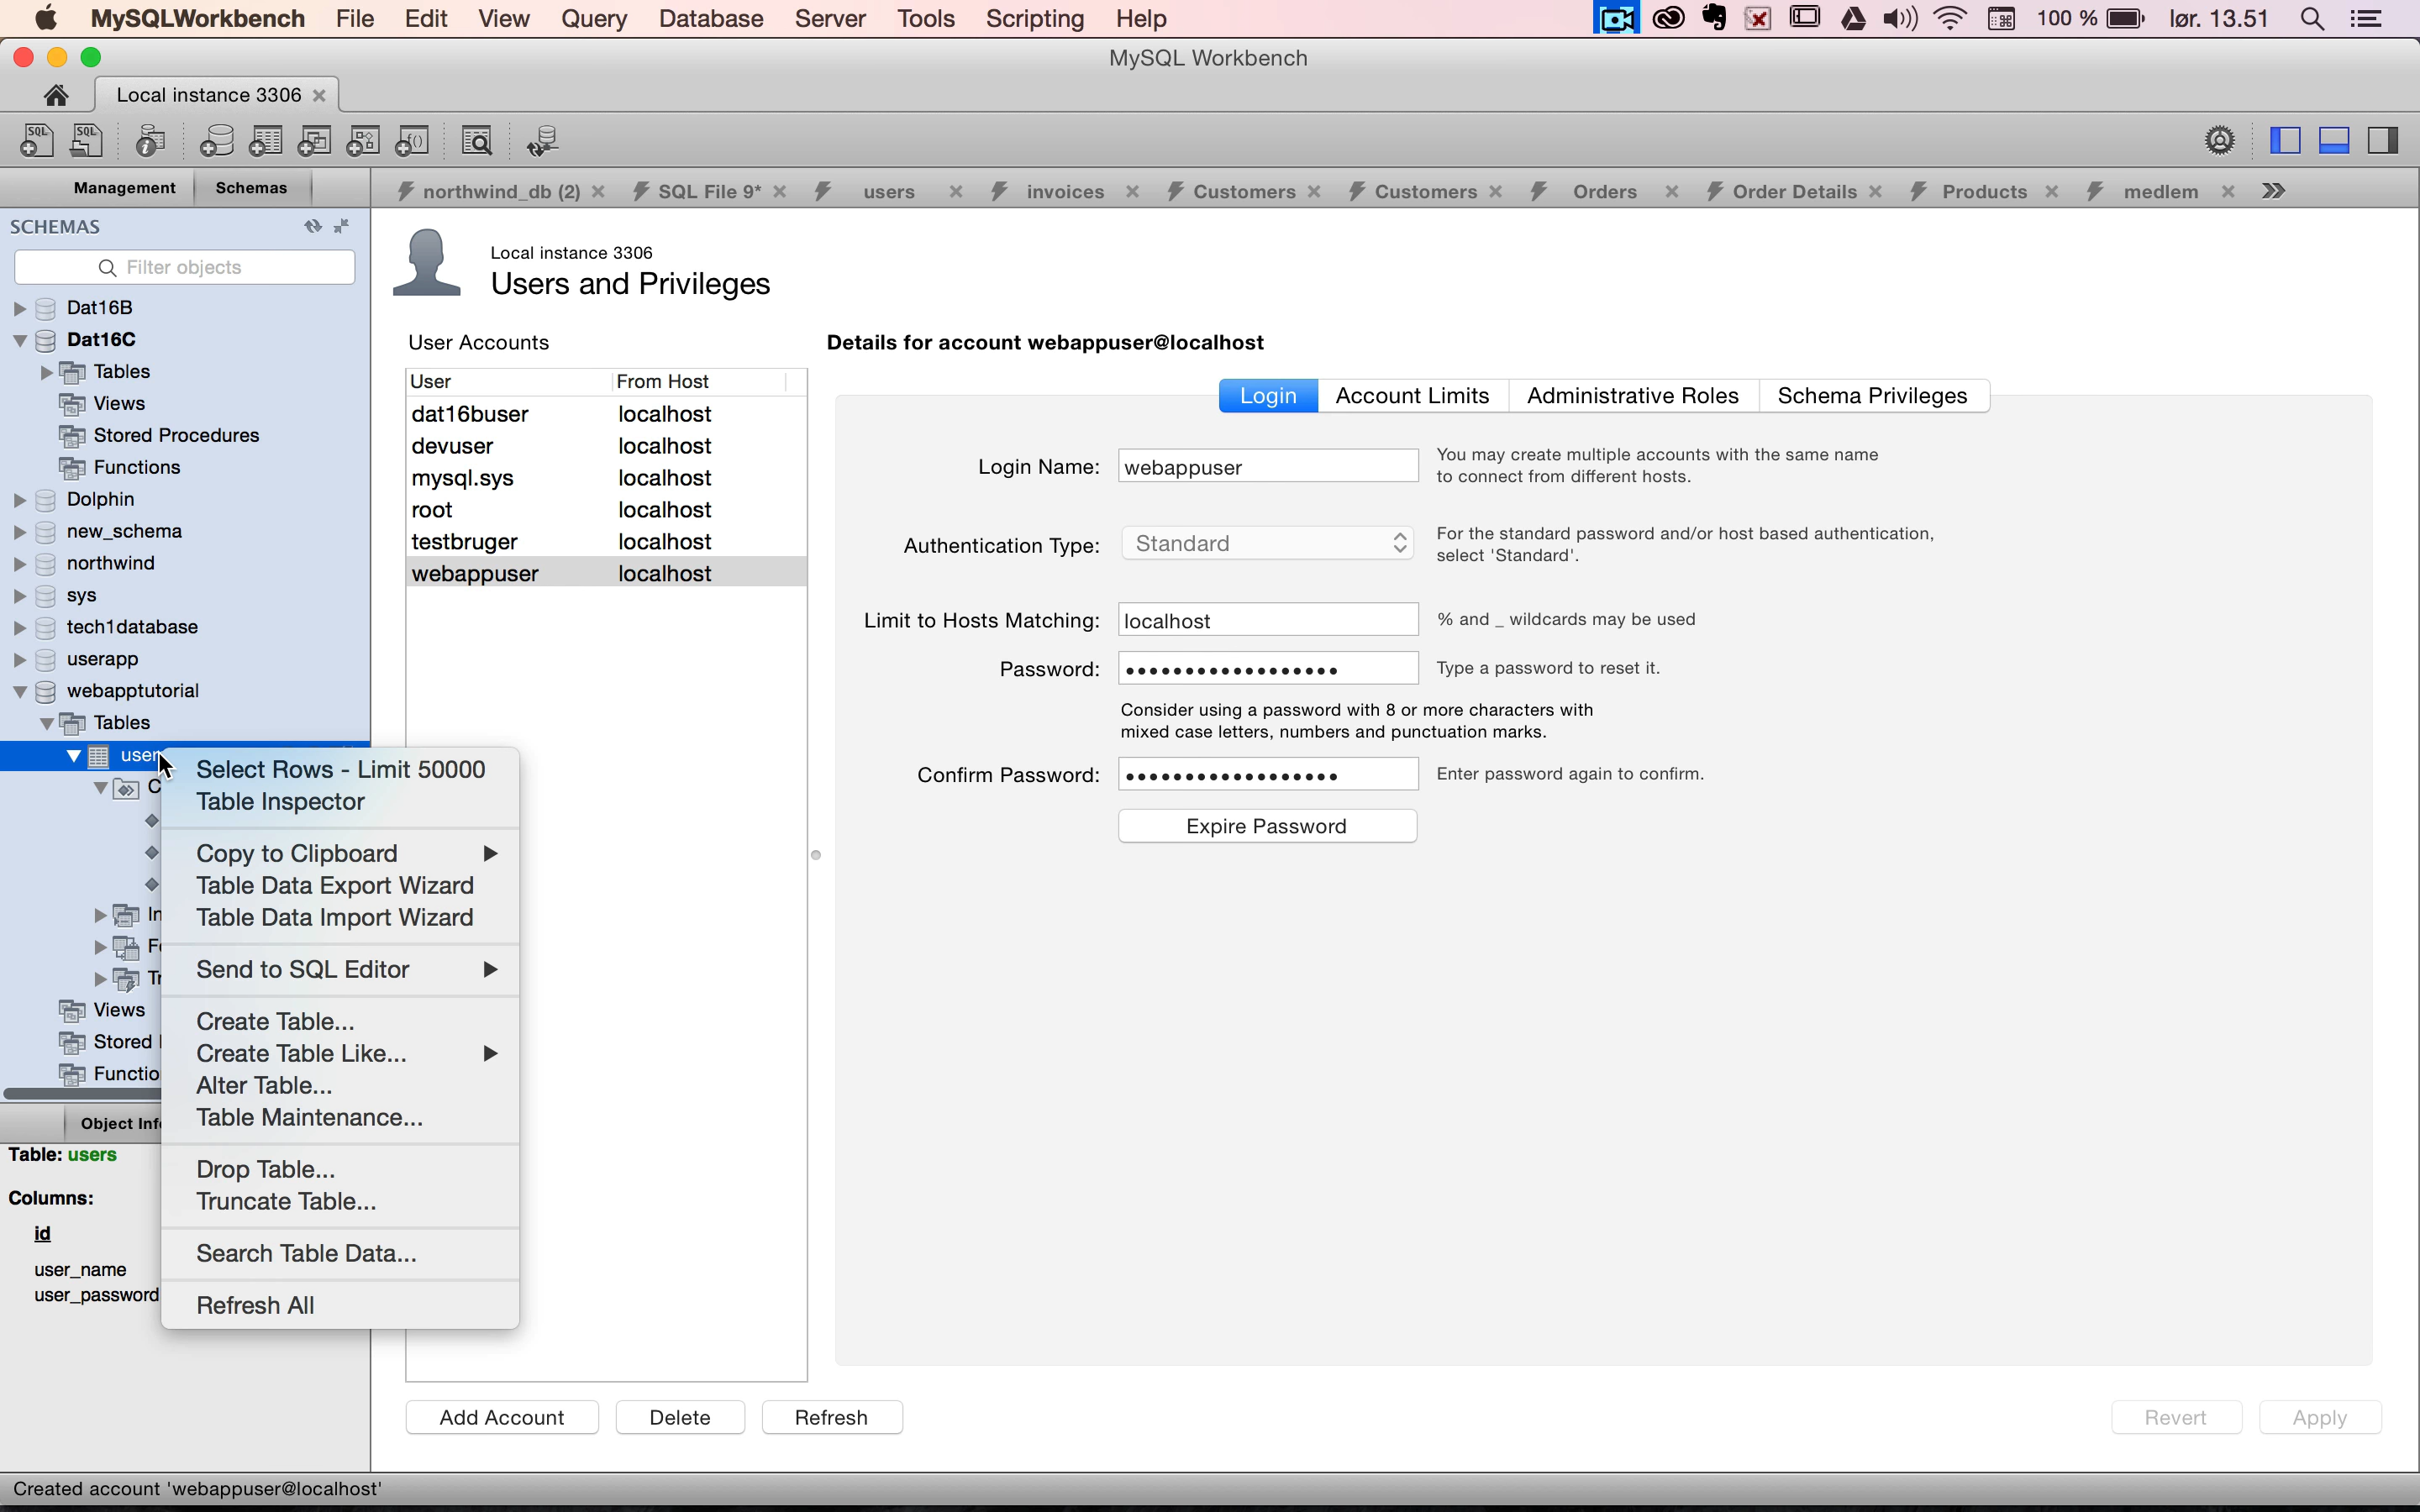 MySQLWorkbench File Edit View Query Database Server Tools Scripting Help 100 % lør. 13.51
MySQL Workbench
Local instance 3306
SQL SQL
Management Schemas
northwind_db (2) SQL File 9* users invoices Customers Customers Orders Order Details Products medlem
SCHEMAS
Filter objects
Dat16B
Dat16C
Tables
Views
Stored Procedures
Functions
Dolphin
new_schema
northwind
sys
tech1database
userapp
webapptutorial
Tables
user
C
In
F
Tr
Views
Stored
Functio
Object Inf
Table: users
Columns:
id
user_name
user_password
Select Rows - Limit 50000
Table Inspector
Copy to Clipboard
Table Data Export Wizard
Table Data Import Wizard
Send to SQL Editor
Create Table...
Create Table Like...
Alter Table...
Table Maintenance...
Drop Table...
Truncate Table...
Search Table Data...
Refresh All
Local instance 3306
Users and Privileges
User Accounts
User From Host
dat16buser localhost
devuser localhost
mysql.sys localhost
root localhost
testbruger localhost
webappuser localhost
Details for account webappuser@localhost
Login Account Limits Administrative Roles Schema Privileges
Login Name: webappuser
You may create multiple accounts with the same name
to connect from different hosts.
Authentication Type: Standard
For the standard password and/or host based authentication,
select 'Standard'.
Limit to Hosts Matching: localhost % and _ wildcards may be used
Password: •••••••••••••••••• Type a password to reset it.
Consider using a password with 8 or more characters with
mixed case letters, numbers and punctuation marks.
Confirm Password: •••••••••••••••••• Enter password again to confirm.
Expire Password
Add Account Delete Refresh Revert Apply
Created account 'webappuser@localhost'